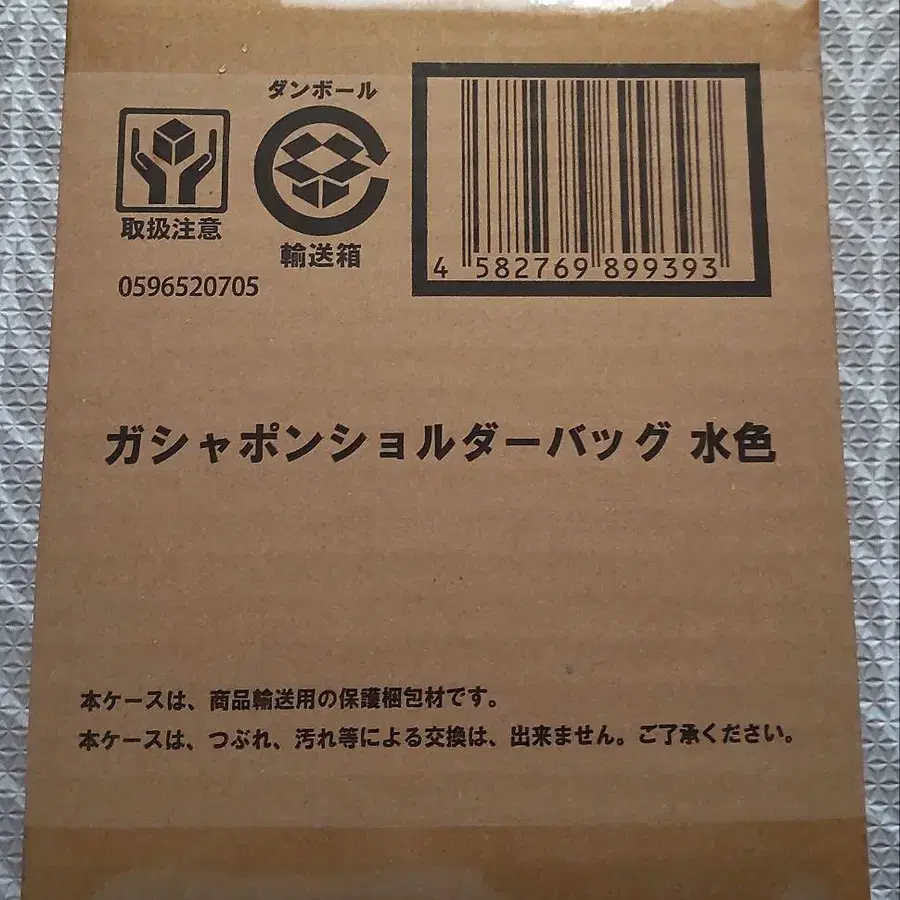 ダンボール
取扱注意
輸送箱
0596520705
4 582769 899393
ガシャポンショルダーバッグ 水色
本ケースは、商品輸送用の保護梱包材です。
本ケースは、つぶれ、汚れ等による交換は、出来ません。ご了承ください。